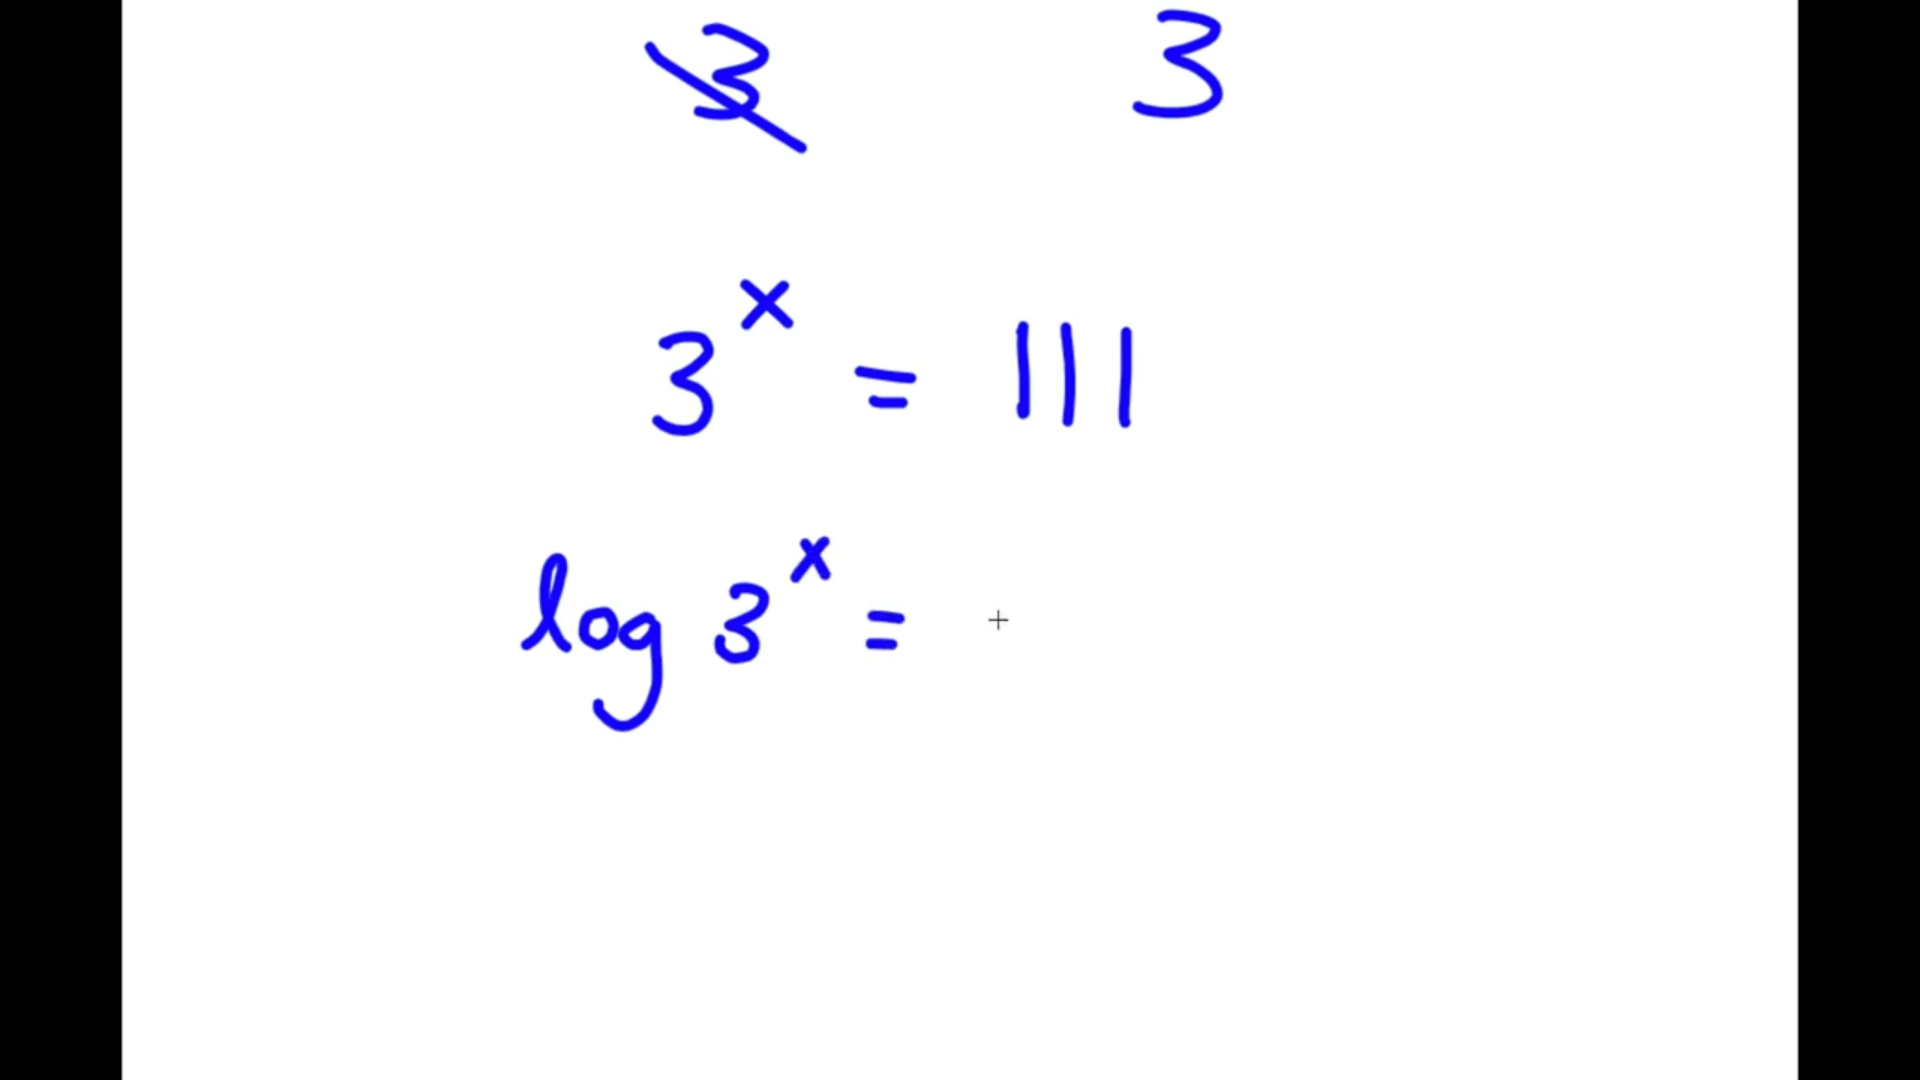 3 3
3^x = 111
log 3^x =